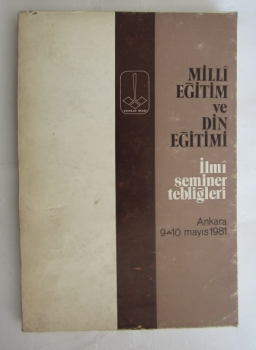 MİLLÎ
EĞİTİM
ve
DİN
EĞİTİMİ
İlmî
seminer
tebliğleri
Ankara
9-10 mayıs 1981